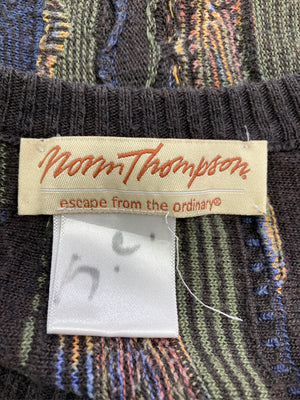 Norm Thompson
escape from the ordinary®